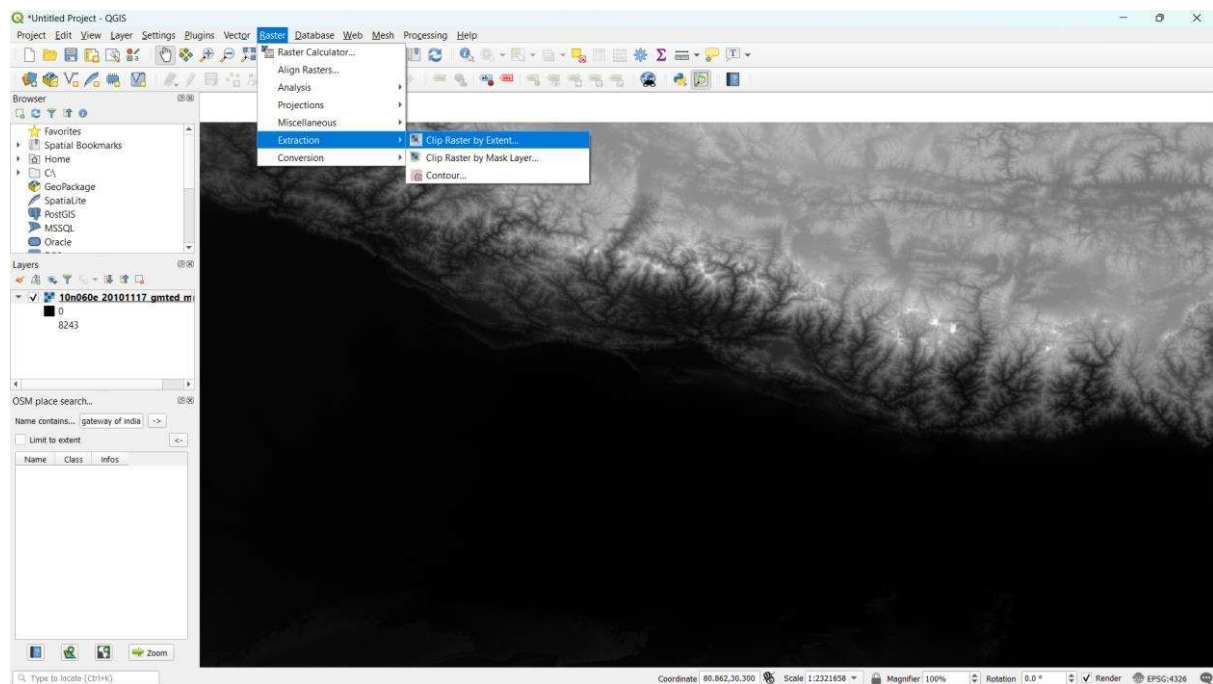 *Untitled Project - QGIS
Project Edit View Layer Settings Plugins Vector Raster Database Web Mesh Processing Help
Raster Calculator...
Align Rasters...
Analysis
Projections
Miscellaneous
Extraction
Conversion
Clip Raster by Extent...
Clip Raster by Mask Layer...
Contour...
Browser
Favorites
Spatial Bookmarks
Home
C:\
GeoPackage
SpatiaLite
PostGIS
MSSQL
Oracle
Layers
10n060e_20101117_gmted_m
0
8243
OSM place search...
Name contains... gateway of india ->
Limit to extent <-
Name Class Infos
Zoom
Type to locate (Ctrl+K) Coordinate 80.862,30.300 Scale 1:2321658 Magnifier 100% Rotation 0.0 ° Render EPSG:4326